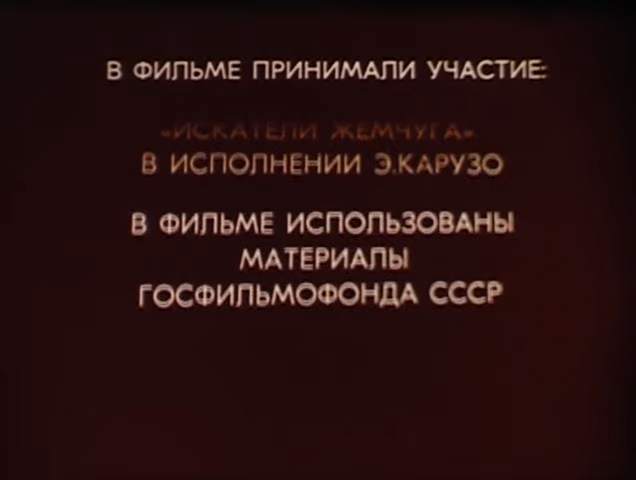 В ФИЛЬМЕ ПРИНИМАЛИ УЧАСТИЕ:
«ИСКАТЕЛИ ЖЕМЧУГА»
В ИСПОЛНЕНИИ Э.КАРУЗО
В ФИЛЬМЕ ИСПОЛЬЗОВАНЫ
МАТЕРИАЛЫ
ГОСФИЛЬМОФОНДА СССР